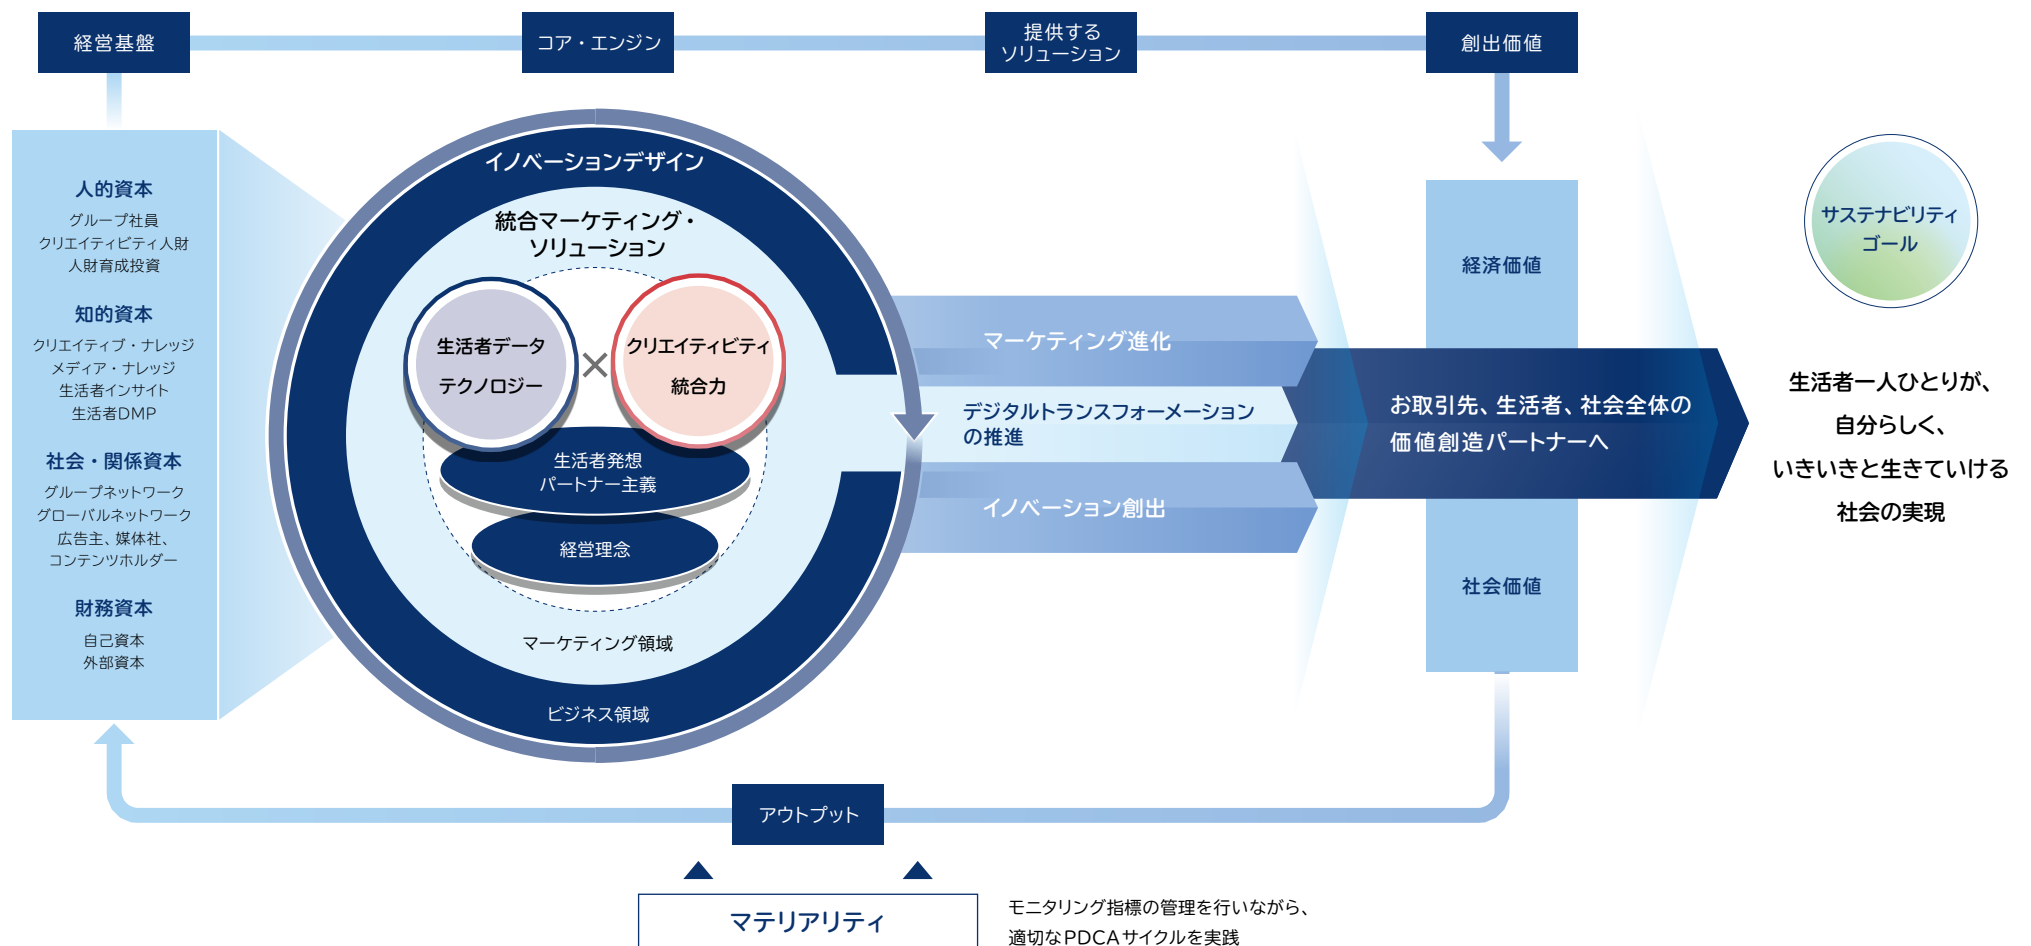 経営基盤
コア・エンジン
提供する
ソリューション
創出価値
人的資本
グループ社員
クリエイティビティ人財
人財育成投資
知的資本
クリエイティブ・ナレッジ
メディア・ナレッジ
生活者インサイト
生活者DMP
社会・関係資本
グループネットワーク
グローバルネットワーク
広告主、媒体社、
コンテンツホルダー
財務資本
自己資本
外部資本
イノベーションデザイン
統合マーケティング・
ソリューション
生活者データ
テクノロジー
×
クリエイティビティ
統合力
生活者発想
パートナー主義
経営理念
マーケティング領域
ビジネス領域
マーケティング進化
デジタルトランスフォーメーション
の推進
イノベーション創出
経済価値
お取引先、生活者、社会全体の
価値創造パートナーへ
社会価値
サステナビリティ
ゴール
生活者一人ひとりが、
自分らしく、
いきいきと生きていける
社会の実現
アウトプット
マテリアリティ
モニタリング指標の管理を行いながら、
適切なPDCAサイクルを実践